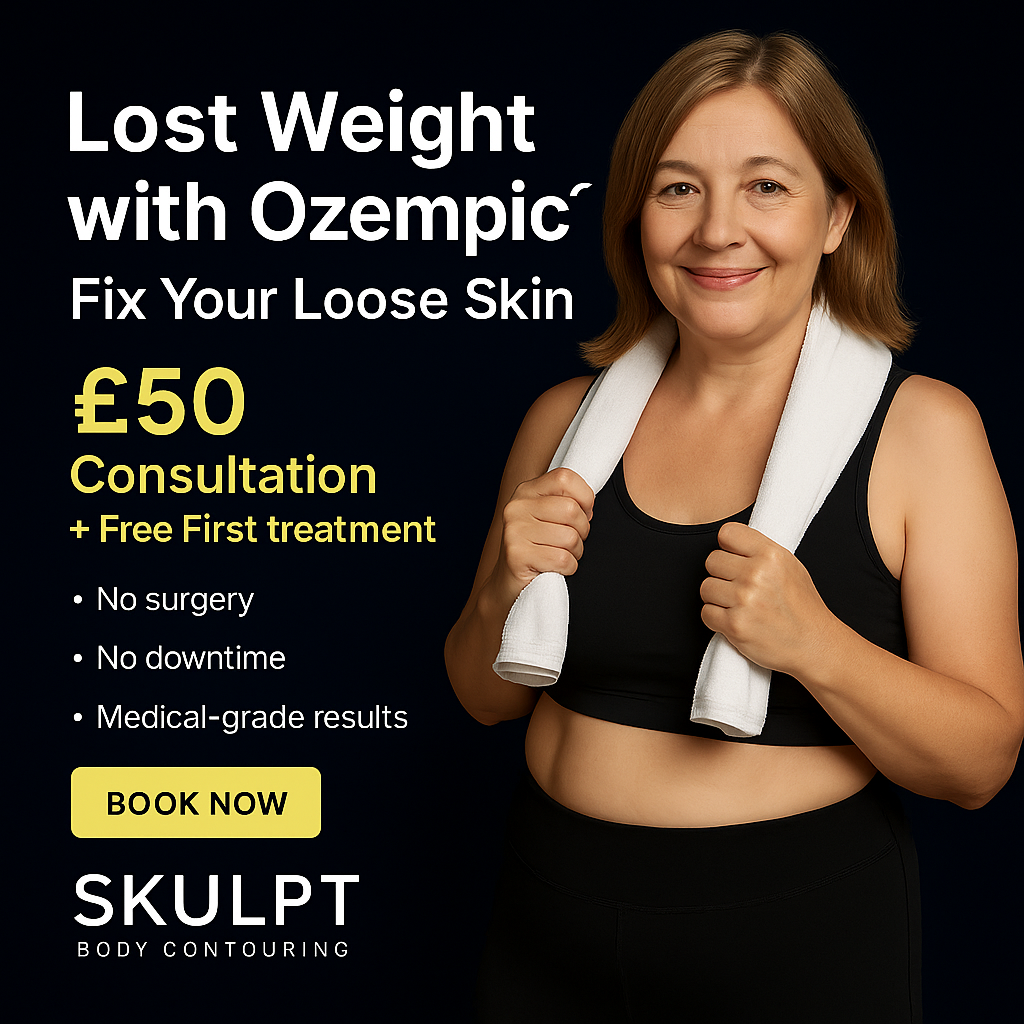 Lost Weight
with Ozempic´
Fix Your Loose Skin
£50
Consultation
+ Free First treatment
• No surgery
• No downtime
• Medical-grade results
BOOK NOW
SKULPT
BODY CONTOURING